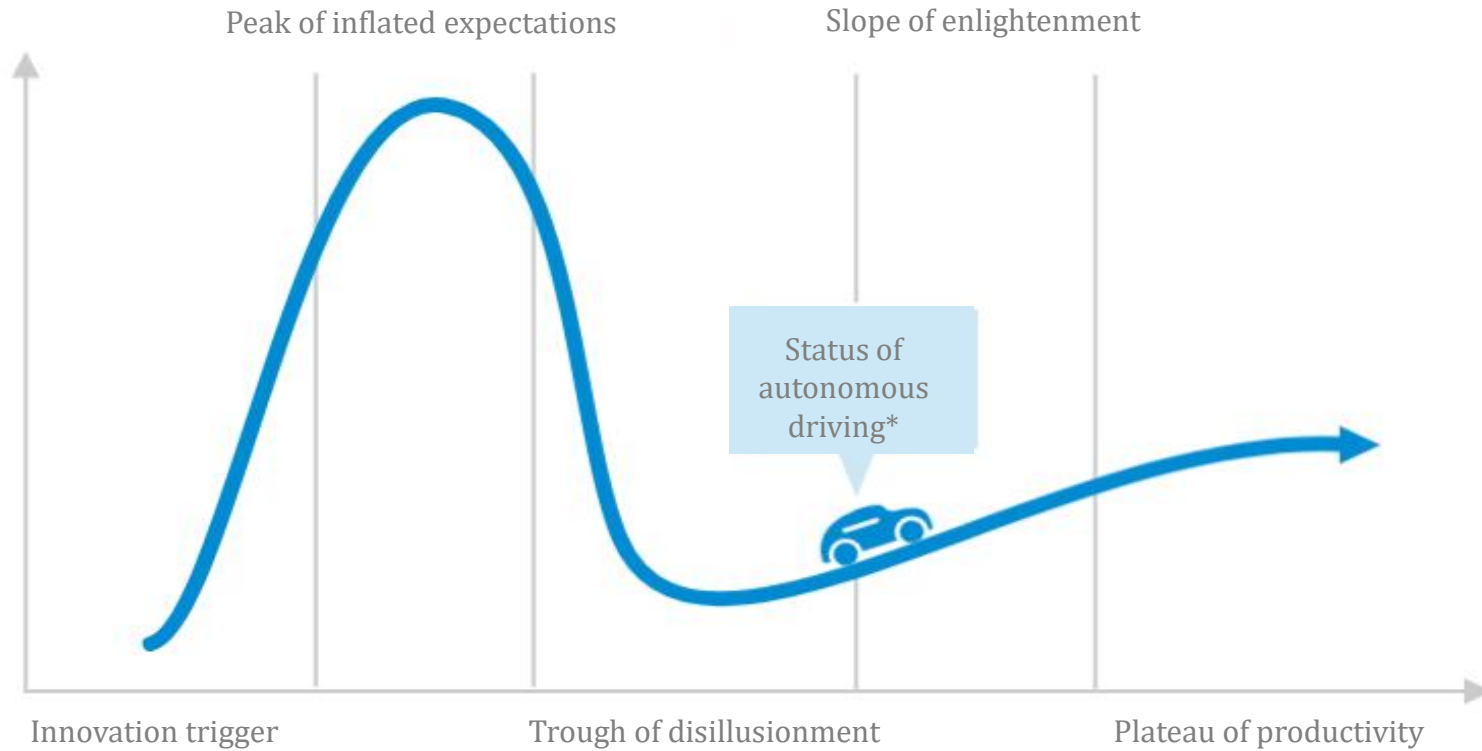 Peak of inflated expectations
Slope of enlightenment
Status of
autonomous
driving*
Innovation trigger
Trough of disillusionment
Plateau of productivity